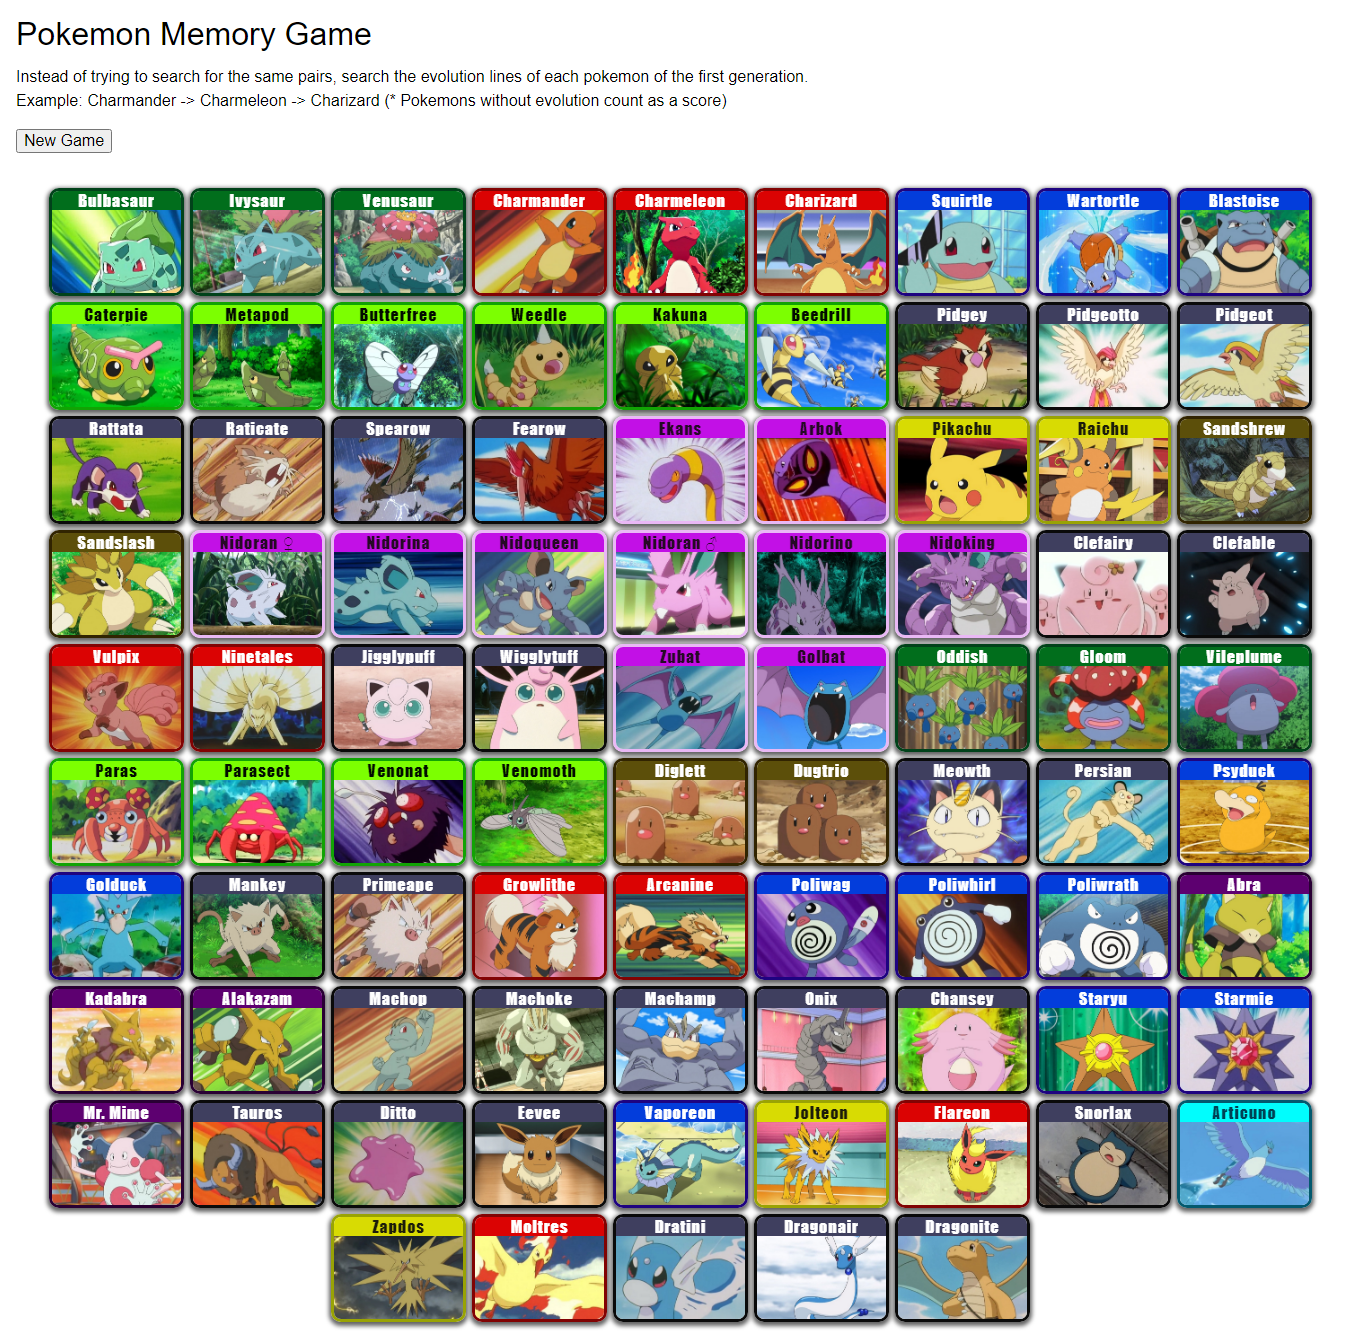 Pokemon Memory Game
Instead of trying to search for the same pairs, search the evolution lines of each pokemon of the first generation.
Example: Charmander -> Charmeleon -> Charizard (* Pokemons without evolution count as a score)
New Game
Bulbasaur Ivysaur Venusaur Charmander Charmeleon Charizard Squirtle Wartortle Blastoise
Caterpie Metapod Butterfree Weedle Kakuna Beedrill Pidgey Pidgeotto Pidgeot
Rattata Raticate Spearow Fearow Ekans Arbok Pikachu Raichu Sandshrew
Sandslash Nidoran ♀ Nidorina Nidoqueen Nidoran ♂ Nidorino Nidoking Clefairy Clefable
Vulpix Ninetales Jigglypuff Wigglytuff Zubat Golbat Oddish Gloom Vileplume
Paras Parasect Venonat Venomoth Diglett Dugtrio Meowth Persian Psyduck
Golduck Mankey Primeape Growlithe Arcanine Poliwag Poliwhirl Poliwrath Abra
Kadabra Alakazam Machop Machoke Machamp Onix Chansey Staryu Starmie
Mr. Mime Tauros Ditto Eevee Vaporeon Jolteon Flareon Snorlax Articuno
Zapdos Moltres Dratini Dragonair Dragonite